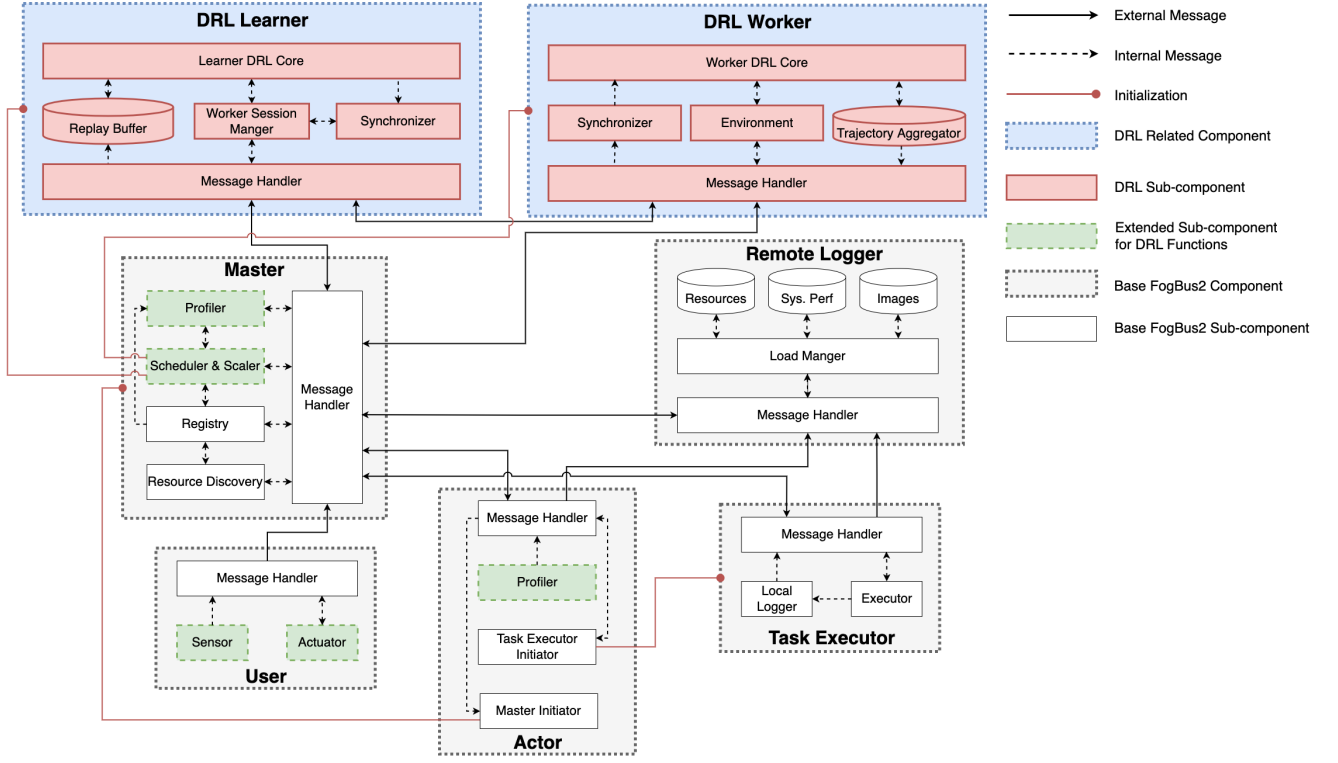 DRL Learner
Learner DRL Core
Replay Buffer
Worker Session
Manger
Synchronizer
Message Handler
DRL Worker
Worker DRL Core
Synchronizer
Environment
Trajectory Aggregator
Message Handler
External Message
Internal Message
Initialization
DRL Related Component
DRL Sub-component
Extended Sub-component
for DRL Functions
Base FogBus2 Component
Base FogBus2 Sub-component
Master
Profiler
Scheduler & Scaler
Registry
Resource Discovery
Message
Handler
Remote Logger
Resources
Sys. Perf
Images
Load Manger
Message Handler
Message Handler
Sensor
Actuator
User
Message Handler
Profiler
Task Executor
Initiator
Master Initiator
Actor
Message Handler
Local
Logger
Executor
Task Executor